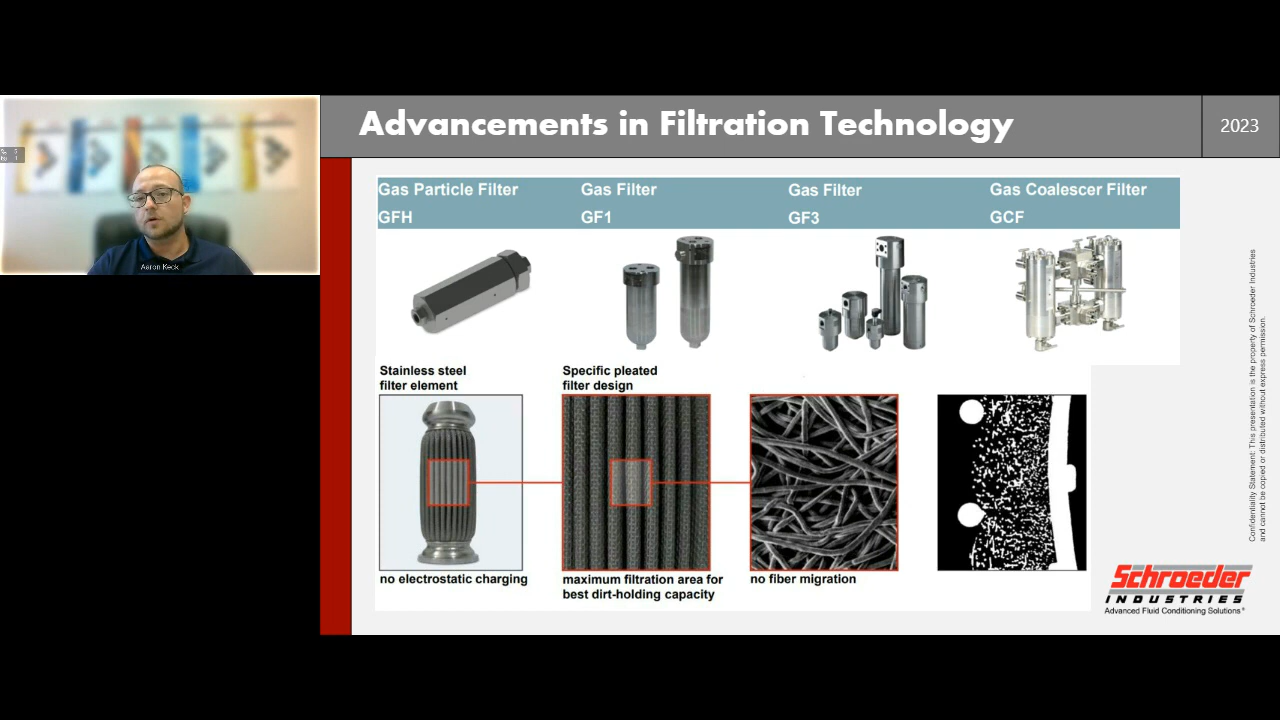 Advancements in Filtration Technology
2023
Gas Particle Filter
GFH
Gas Filter
GF1
Gas Filter
GF3
Gas Coalescer Filter
GCF
Stainless steel
filter element
no electrostatic charging
Specific pleated
filter design
maximum filtration area for
best dirt-holding capacity
no fiber migration
Confidentiality Statement: This presentation is the property of Schroeder Industries
and cannot be copied or distributed without express permission.
Schroeder
INDUSTRIES
Advanced Fluid Conditioning Solutions®
Aaron Keck